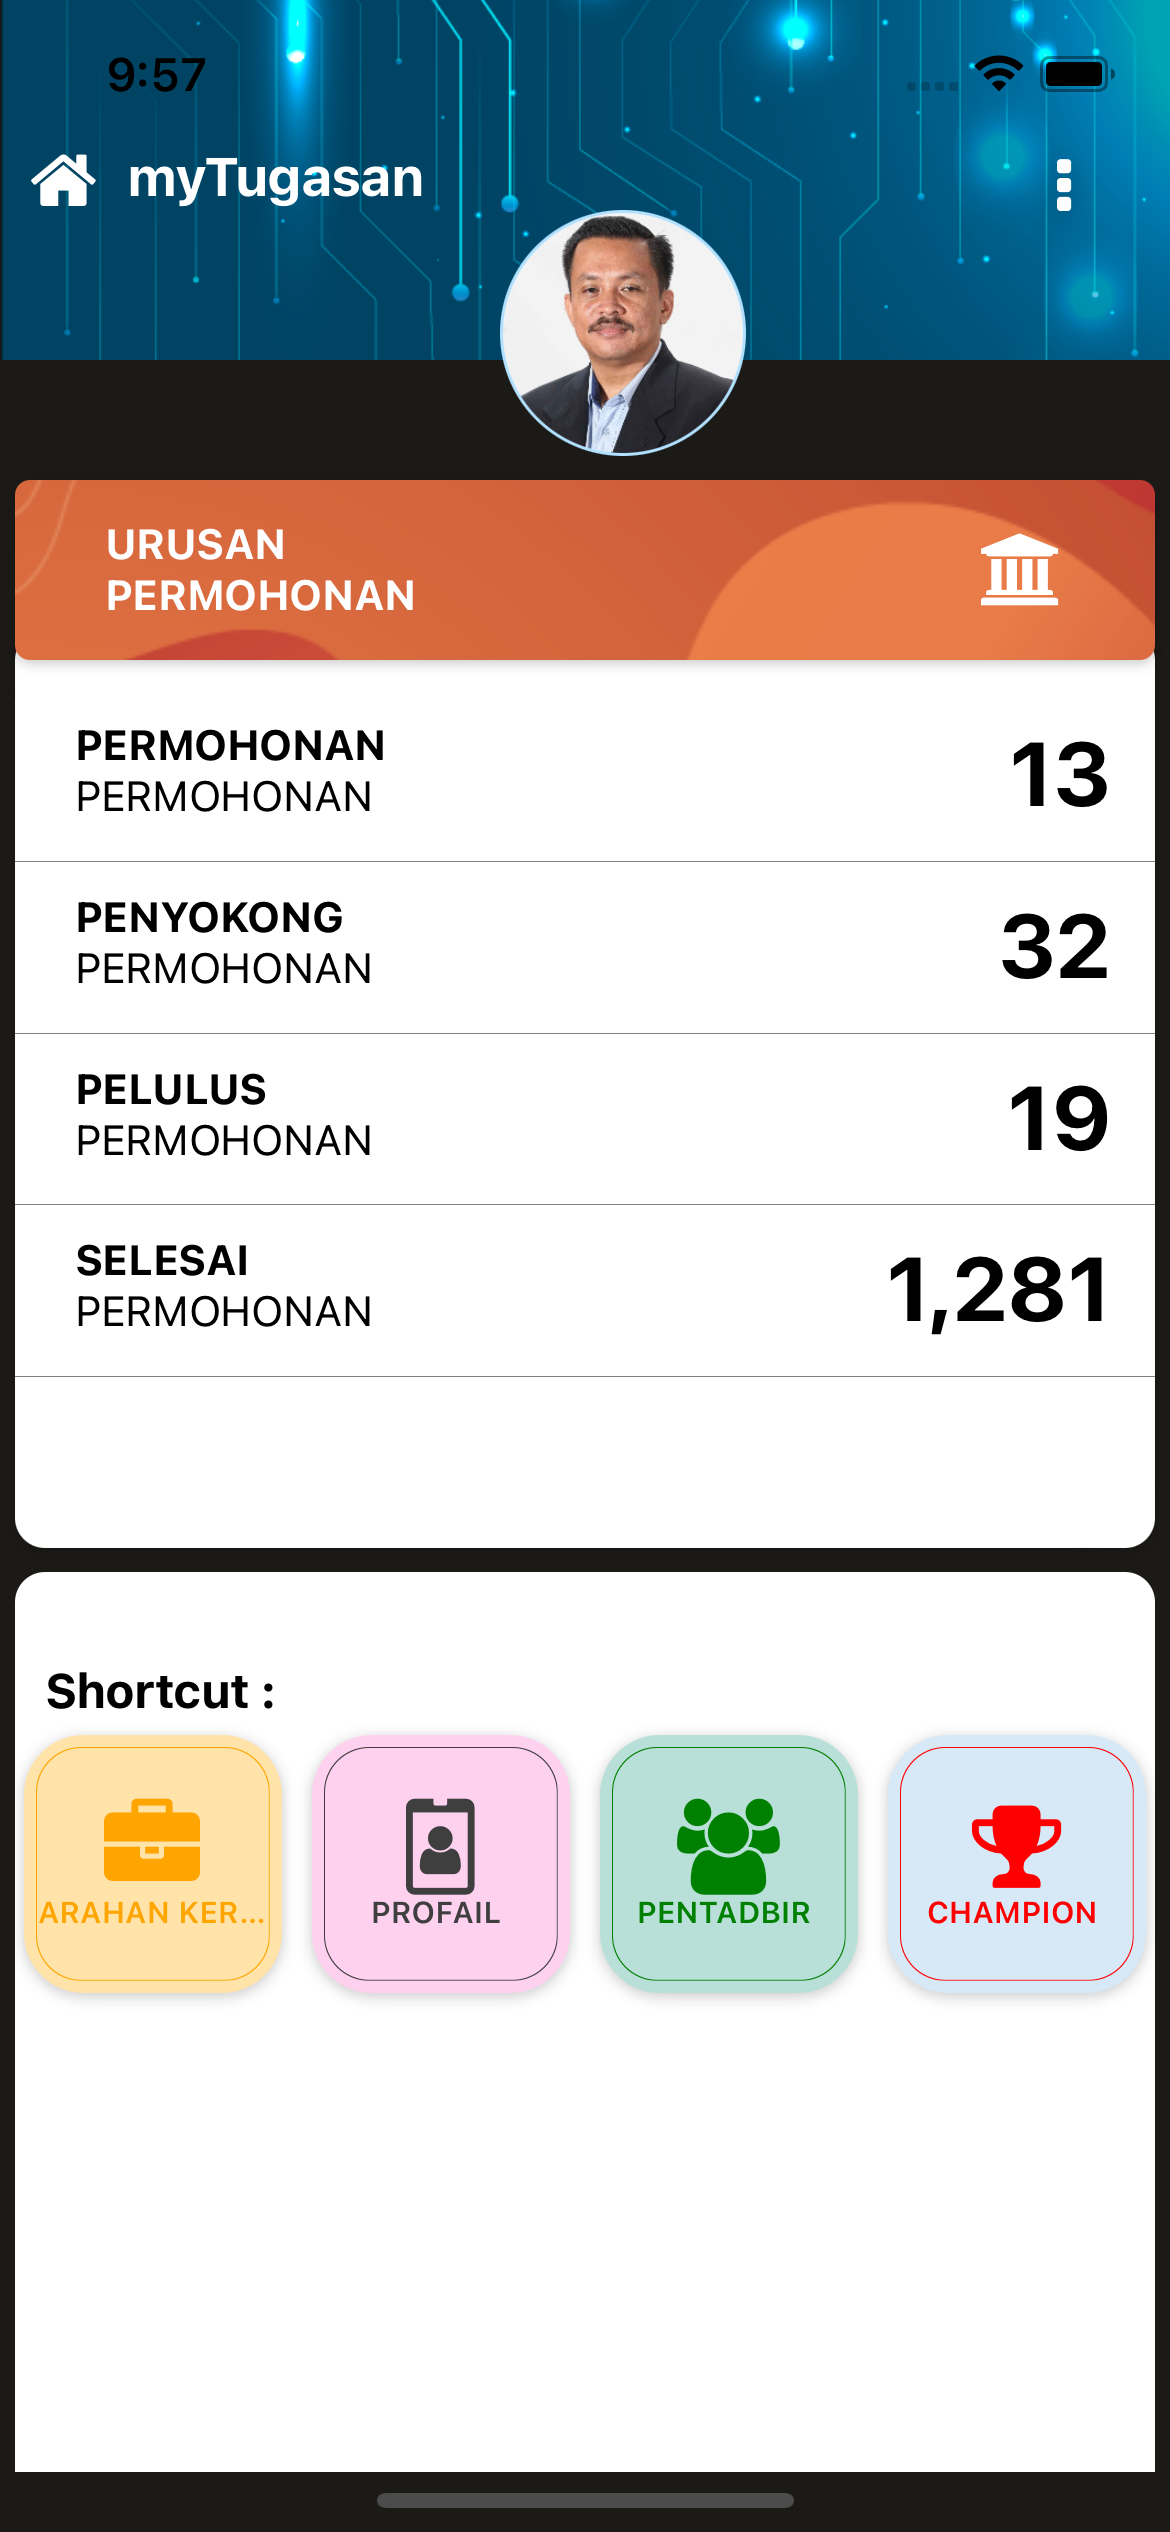 9:57
myTugasan
URUSAN
PERMOHONAN
PERMOHONAN
PERMOHONAN
13
PENYOKONG
PERMOHONAN
32
PELULUS
PERMOHONAN
19
SELESAI
PERMOHONAN
1,281
Shortcut :
ARAHAN KER...
PROFAIL
PENTADBIR
CHAMPION